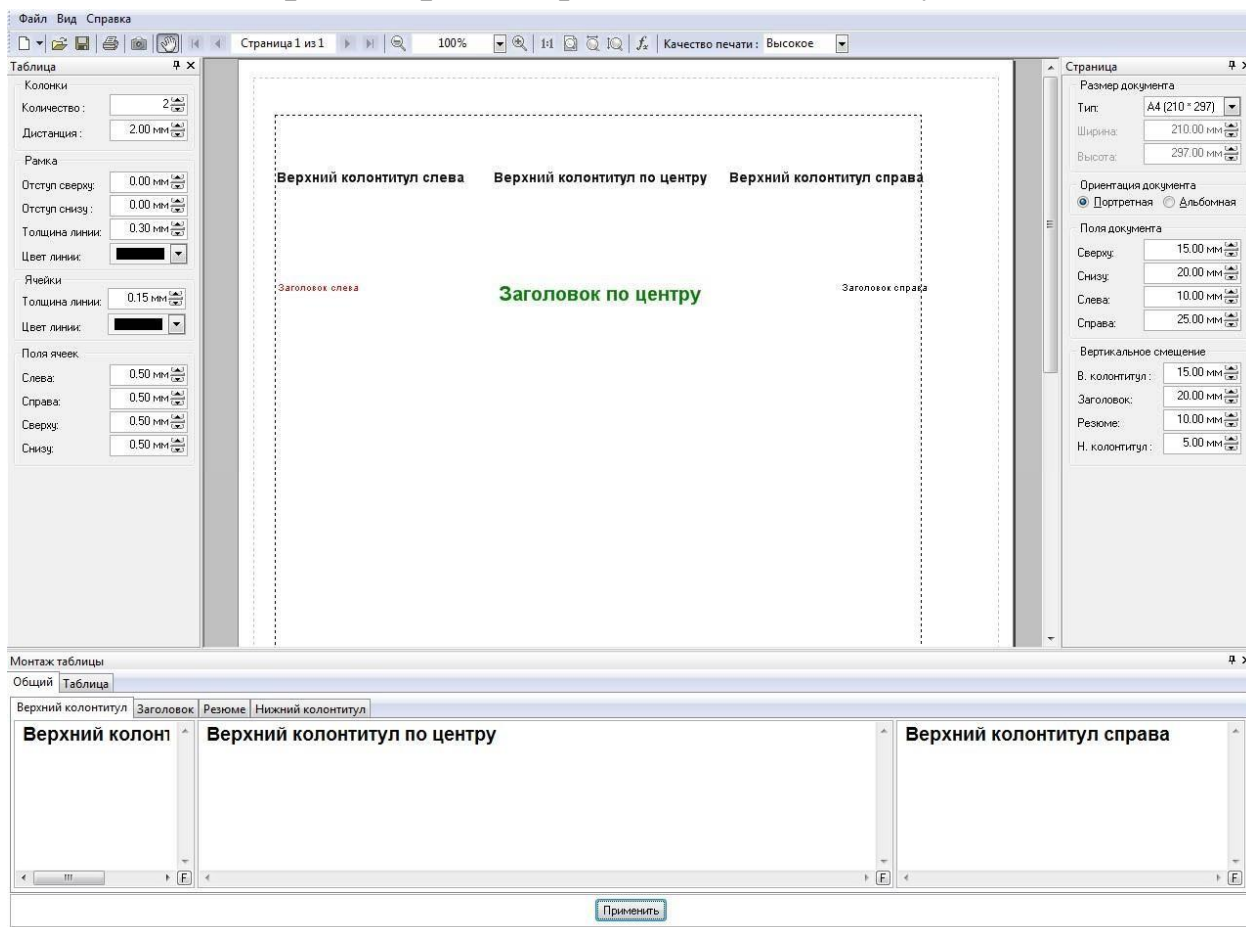 Файл Вид Справка
Страница 1 из 1 100% 1:1 Качество печати : Высокое
Таблица
Колонки
Количество : 2
Дистанция : 2.00 мм
Рамка
Отступ сверху: 0.00 мм
Отступ снизу : 0.00 мм
Толщина линии: 0.30 мм
Цвет линии:
Ячейки
Толщина линии: 0.15 мм
Цвет линии:
Поля ячеек
Слева: 0.50 мм
Справа: 0.50 мм
Сверху: 0.50 мм
Снизу: 0.50 мм
Верхний колонтитул слева Верхний колонтитул по центру Верхний колонтитул справа
Заголовок слева Заголовок по центру Заголовок справа
Страница
Размер документа
Тип: A4 (210 * 297)
Ширина: 210.00 мм
Высота: 297.00 мм
Ориентация документа
Портретная Альбомная
Поля документа
Сверху: 15.00 мм
Снизу: 20.00 мм
Слева: 10.00 мм
Справа: 25.00 мм
Вертикальное смещение
В. колонтитул : 15.00 мм
Заголовок: 20.00 мм
Резюме: 10.00 мм
Н. колонтитул : 5.00 мм
Монтаж таблицы
Общий Таблица
Верхний колонтитул Заголовок Резюме Нижний колонтитул
Верхний колонт Верхний колонтитул по центру Верхний колонтитул справа
F F F
Применить